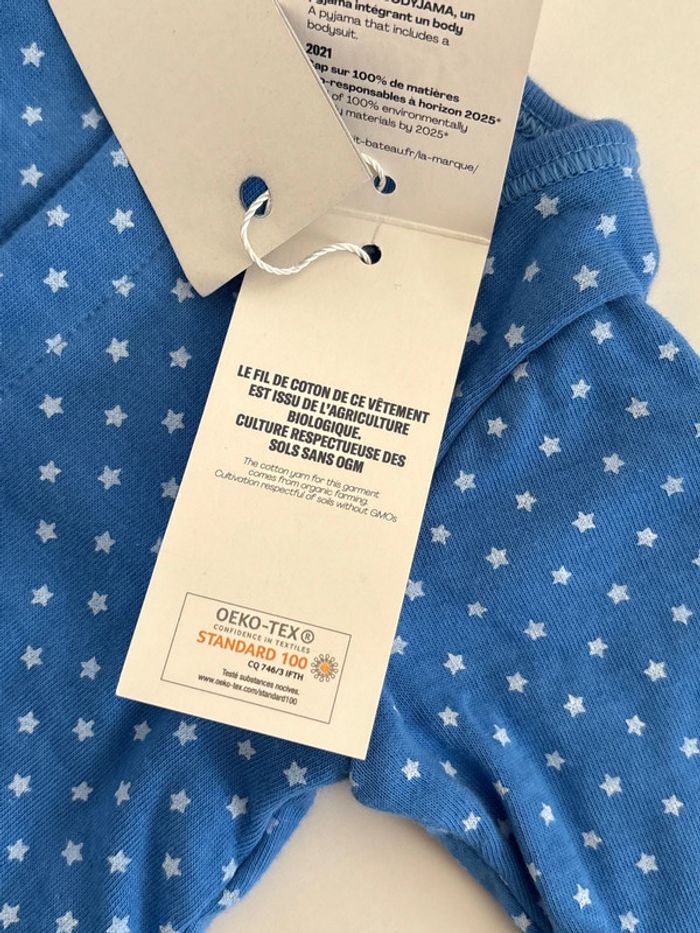 BODYJAMA, un
pyjama intégrant un body
A pyjama that includes a
bodysuit.
2021
Cap sur 100% de matières
-responsables à horizon 2025*
of 100% environmentally
materials by 2025*
it-bateau.fr/la-marque/
LE FIL DE COTON DE CE VÊTEMENT
EST ISSU DE L'AGRICULTURE
BIOLOGIQUE.
CULTURE RESPECTUEUSE DES
SOLS SANS OGM
The cotton yarn for this garment
comes from organic farming.
Cultivation respectful of soils without GMOs
OEKO-TEX®
CONFIDENCE IN TEXTILES
STANDARD 100
CQ 746/3 IFTH
Testé substances nocives.
www.oeko-tex.com/standard100